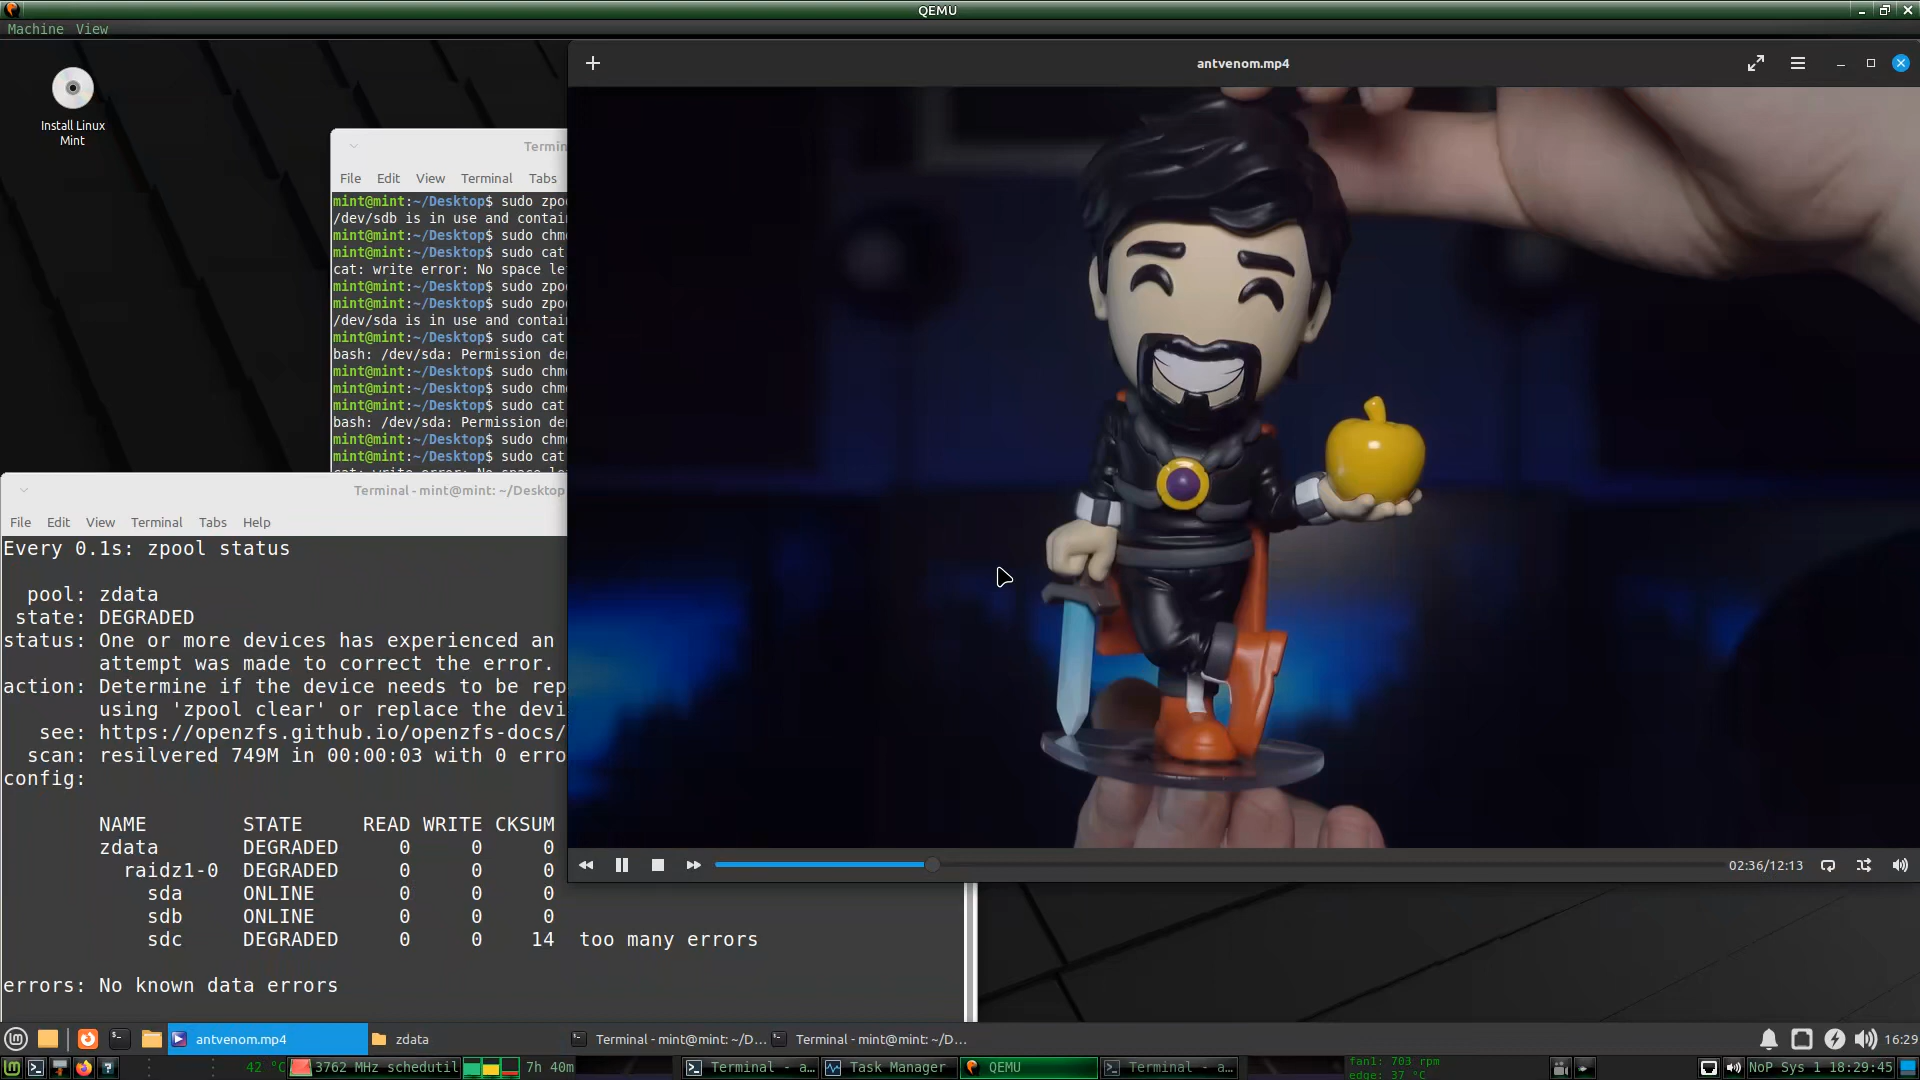 QEMU
Machine View
Install Linux
Mint
antvenom.mp4
Termin
File Edit View Terminal Tabs
mint@mint:~/Desktop$ sudo zpo
/dev/sdb is in use and contai
mint@mint:~/Desktop$ sudo chm
mint@mint:~/Desktop$ sudo cat
cat: write error: No space le
mint@mint:~/Desktop$ sudo zpo
mint@mint:~/Desktop$ sudo zpo
/dev/sda is in use and contai
mint@mint:~/Desktop$ sudo cat
bash: /dev/sda: Permission de
mint@mint:~/Desktop$ sudo chm
mint@mint:~/Desktop$ sudo chm
mint@mint:~/Desktop$ sudo cat
bash: /dev/sda: Permission de
mint@mint:~/Desktop$ sudo chm
mint@mint:~/Desktop$ sudo cat
Terminal - mint@mint: ~/Desktop
File Edit View Terminal Tabs Help
Every 0.1s: zpool status
pool: zdata
state: DEGRADED
status: One or more devices has experienced an
attempt was made to correct the error.
action: Determine if the device needs to be rep
using 'zpool clear' or replace the devi
see: https://openzfs.github.io/openzfs-docs/
scan: resilvered 749M in 00:00:03 with 0 erro
config:
NAME STATE READ WRITE CKSUM
zdata DEGRADED 0 0 0
raidz1-0 DEGRADED 0 0 0
sda ONLINE 0 0 0
sdb ONLINE 0 0 0
sdc DEGRADED 0 0 14 too many errors
errors: No known data errors
02:36/12:13
antvenom.mp4 zdata Terminal - mint@mint: ~/D... Terminal - mint@mint: ~/D... 16:29
42 °C 3762 MHz schedutil 7h 40m Terminal - a... Task Manager QEMU Terminal - a... fan1: 703 rpm
edge: 37 °C
NoP Sys 1 18:29:45